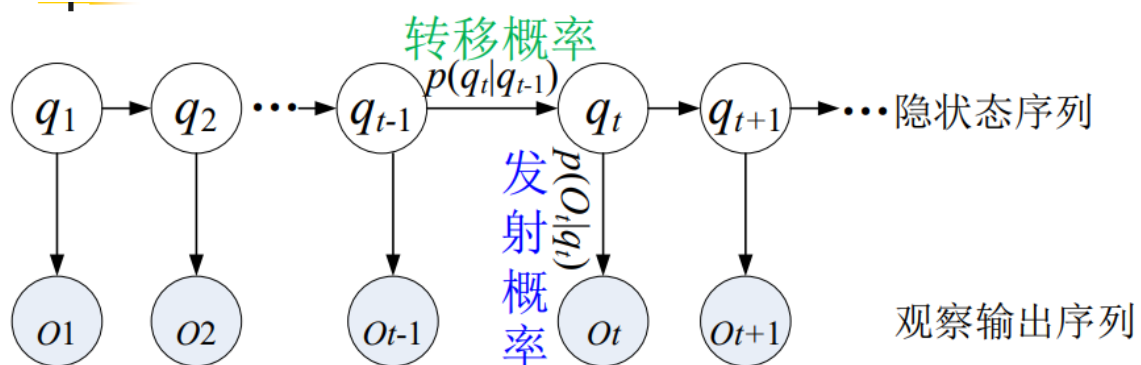 转移概率
p(qt|qt-1)
q1 q2 ··· qt-1 qt qt+1 ··· 隐状态序列
发射概率
p(Ot|qt)
O1 O2 Ot-1 Ot Ot+1 观察输出序列